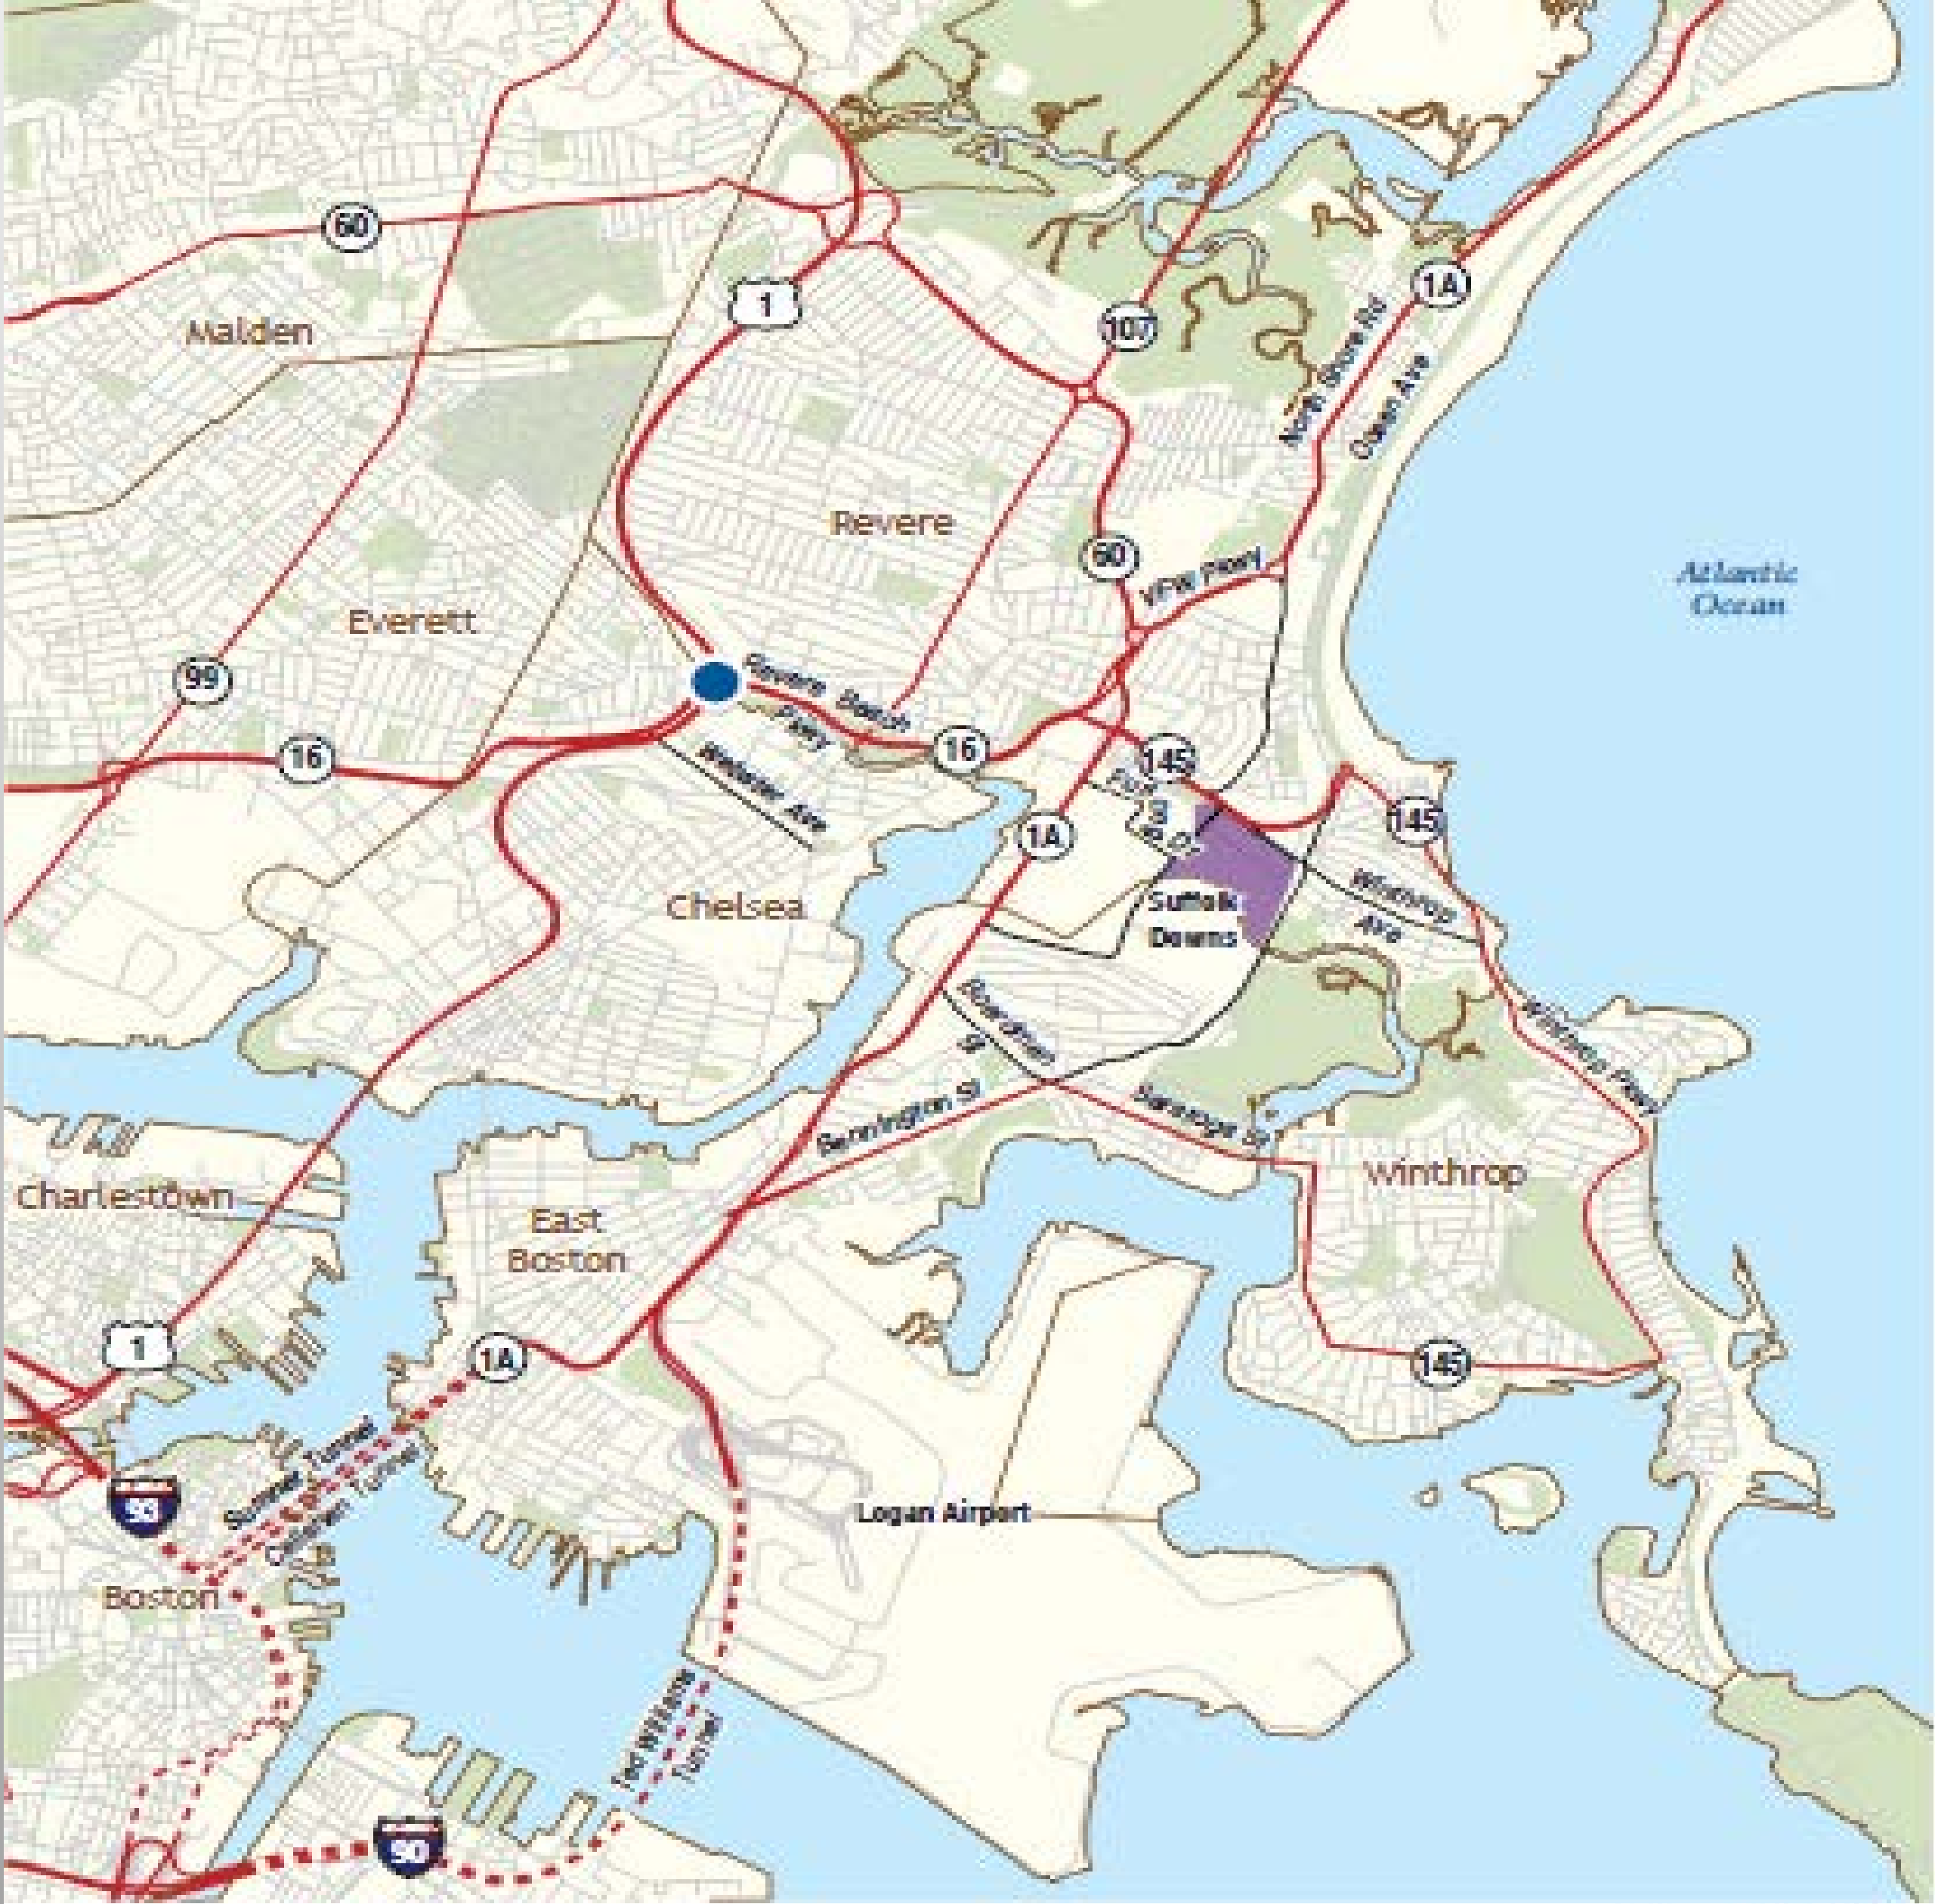 60
Malden
1
107
1A
North Shore Rd
Ocean Ave
Revere
60
VFW Pkwy
Atlantic
Ocean
Everett
99
Revere Beach
Pkwy
16
16
145
Webster Ave
1A
145
Chelsea
Suffolk
Downs
Winthrop
Ave
Boardman
Winthrop Pkwy
Bennington St
Saratoga St
Charlestown
East
Boston
Winthrop
1
1A
145
Sumner Tunnel
Callahan Tunnel
93
Logan Airport
Boston
Ted Williams
Tunnel
90